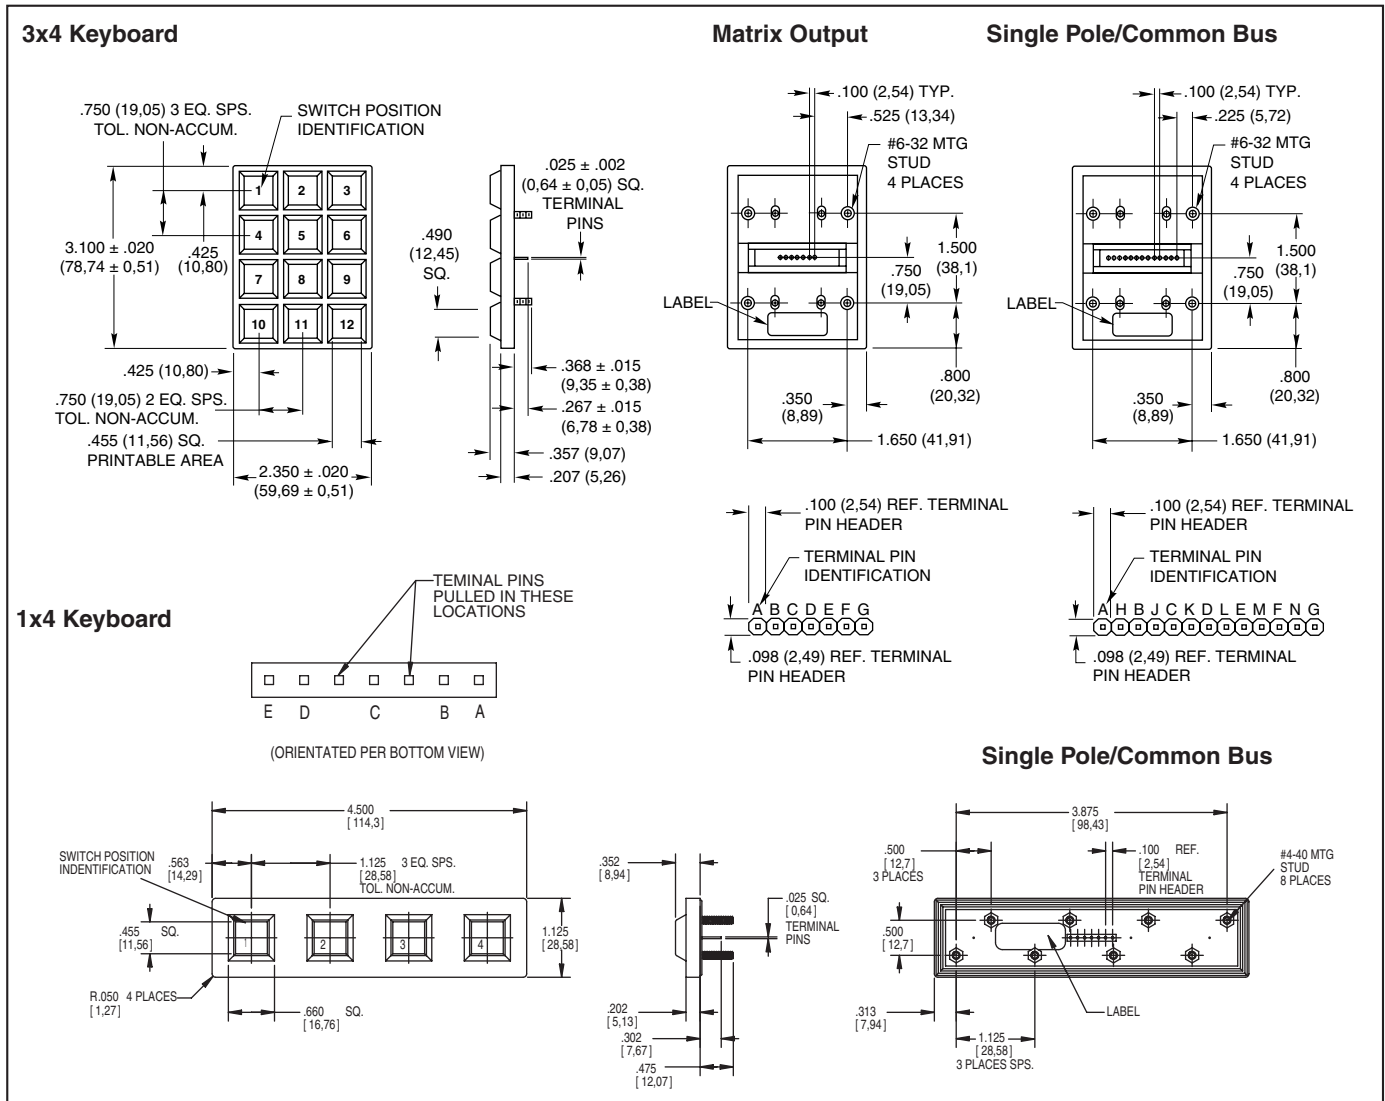 3x4 Keyboard
Matrix Output
Single Pole/Common Bus
.750 (19,05) 3 EQ. SPS.
TOL. NON-ACCUM.
SWITCH POSITION
IDENTIFICATION
3.100 ± .020
(78,74 ± 0,51)
.425
(10,80)
1 2 3
4 5 6
7 8 9
10 11 12
.425 (10,80)
.750 (19,05) 2 EQ. SPS.
TOL. NON-ACCUM.
.455 (11,56) SQ.
PRINTABLE AREA
2.350 ± .020
(59,69 ± 0,51)
.025 ± .002
(0,64 ± 0,05) SQ.
TERMINAL
PINS
.490
(12,45)
SQ.
.368 ± .015
(9,35 ± 0,38)
.267 ± .015
(6,78 ± 0,38)
.357 (9,07)
.207 (5,26)
.100 (2,54) TYP.
.525 (13,34)
#6-32 MTG
STUD
4 PLACES
1.500
(38,1)
.750
(19,05)
LABEL
.800
(20,32)
.350
(8,89)
1.650 (41,91)
.100 (2,54) TYP.
.225 (5,72)
#6-32 MTG
STUD
4 PLACES
1.500
(38,1)
.750
(19,05)
LABEL
.800
(20,32)
.350
(8,89)
1.650 (41,91)
.100 (2,54) REF. TERMINAL
PIN HEADER
TERMINAL PIN
IDENTIFICATION
A B C D E F G
.098 (2,49) REF. TERMINAL
PIN HEADER
.100 (2,54) REF. TERMINAL
PIN HEADER
TERMINAL PIN
IDENTIFICATION
A H B J C K D L E M F N G
.098 (2,49) REF. TERMINAL
PIN HEADER
1x4 Keyboard
TEMINAL PINS
PULLED IN THESE
LOCATIONS
E D C B A
(ORIENTATED PER BOTTOM VIEW)
Single Pole/Common Bus
4.500
[114,3]
SWITCH POSITION
INDENTIFICATION
.563
[14,29]
1.125 3 EQ. SPS.
[28,58]
TOL. NON-ACCUM.
.455 SQ.
[11,56]
1 2 3 4
1.125
[28,58]
R.050 4 PLACES
[1,27]
.660 SQ.
[16,76]
.352
[8,94]
.025 SQ.
[0,64]
TERMINAL
PINS
.202
[5,13]
.302
[7,67]
.475
[12,07]
3.875
[98,43]
.500
[12,7]
3 PLACES
.100 REF.
[2,54]
TERMINAL
PIN HEADER
#4-40 MTG
STUD
8 PLACES
.500
[12,7]
.313
[7,94]
LABEL
1.125
[28,58]
3 PLACES SPS.